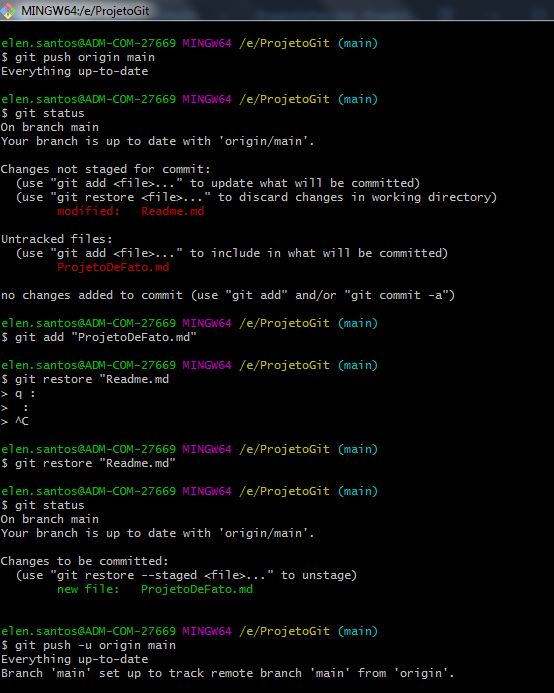 MINGW64:/e/ProjetoGit
elen.santos@ADM-COM-27669 MINGW64 /e/ProjetoGit (main)
$ git push origin main
Everything up-to-date
elen.santos@ADM-COM-27669 MINGW64 /e/ProjetoGit (main)
$ git status
On branch main
Your branch is up to date with 'origin/main'.
Changes not staged for commit:
  (use "git add <file>..." to update what will be committed)
  (use "git restore <file>..." to discard changes in working directory)
        modified:   Readme.md
Untracked files:
  (use "git add <file>..." to include in what will be committed)
        ProjetoDeFato.md
no changes added to commit (use "git add" and/or "git commit -a")
elen.santos@ADM-COM-27669 MINGW64 /e/ProjetoGit (main)
$ git add "ProjetoDeFato.md"
elen.santos@ADM-COM-27669 MINGW64 /e/ProjetoGit (main)
$ git restore "Readme.md
> q :
>  :
> ^C
elen.santos@ADM-COM-27669 MINGW64 /e/ProjetoGit (main)
$ git restore "Readme.md"
elen.santos@ADM-COM-27669 MINGW64 /e/ProjetoGit (main)
$ git status
On branch main
Your branch is up to date with 'origin/main'.
Changes to be committed:
  (use "git restore --staged <file>..." to unstage)
        new file:   ProjetoDeFato.md
elen.santos@ADM-COM-27669 MINGW64 /e/ProjetoGit (main)
$ git push -u origin main
Everything up-to-date
Branch 'main' set up to track remote branch 'main' from 'origin'.